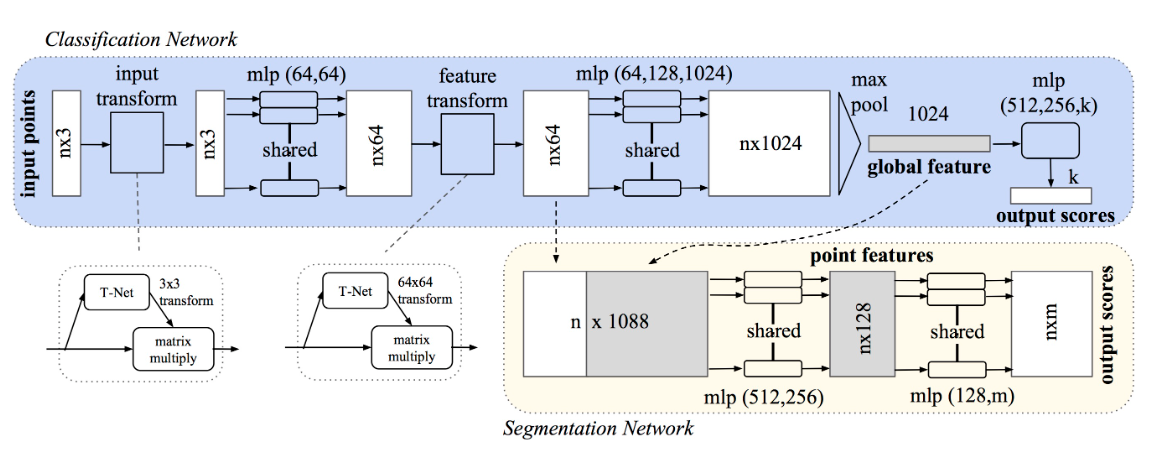 Classification Network
input points
nx3
input
transform
nx3
mlp (64,64)
shared
nx64
feature
transform
nx64
mlp (64,128,1024)
shared
nx1024
max
pool
1024
global feature
mlp
(512,256,k)
k
output scores
T-Net
3x3
transform
matrix
multiply
T-Net
64x64
transform
matrix
multiply
point features
n x 1088
shared
mlp (512,256)
nx128
shared
mlp (128,m)
nxm
output scores
Segmentation Network